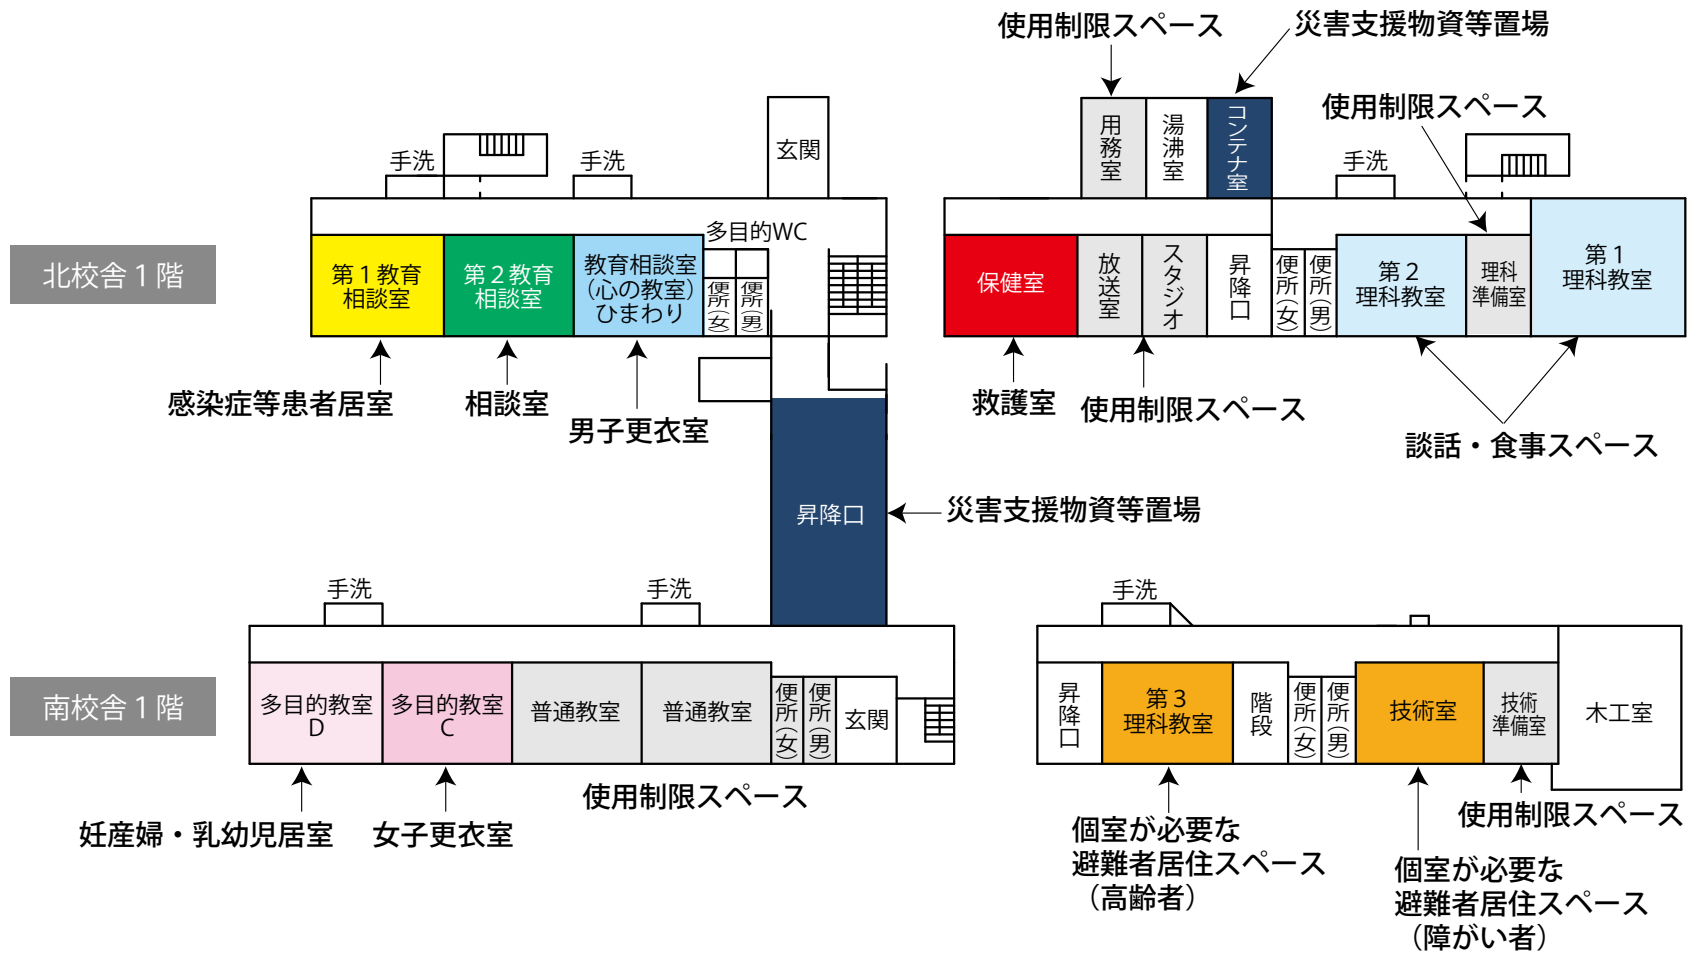 使用制限スペース
災害支援物資等置場
使用制限スペース
用務室
湯沸室
コンテナ室
玄関
手洗
手洗
手洗
多目的WC
北校舎1階
第1教育
相談室
第2教育
相談室
教育相談室
(心の教室)
ひまわり
便所(女)
便所(男)
保健室
放送室
スタジオ
昇降口
便所(女)
便所(男)
第2
理科教室
理科
準備室
第1
理科教室
感染症等患者居室
相談室
男子更衣室
救護室
使用制限スペース
談話・食事スペース
昇降口
災害支援物資等置場
手洗
手洗
手洗
南校舎1階
多目的教室
D
多目的教室
C
普通教室
普通教室
便所(女)
便所(男)
玄関
昇降口
第3
理科教室
階段
便所(女)
便所(男)
技術室
技術
準備室
木工室
妊産婦・乳幼児居室
女子更衣室
使用制限スペース
個室が必要な
避難者居住スペース
（高齢者）
使用制限スペース
個室が必要な
避難者居住スペース
（障がい者）